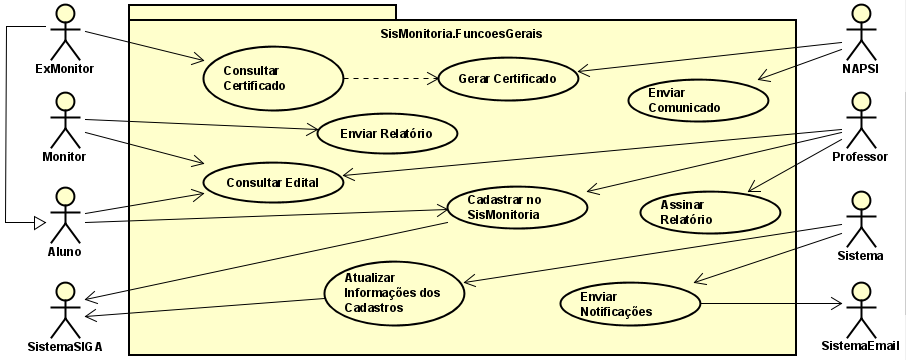 SisMonitoria.FuncoesGerais
ExMonitor
Consultar
Certificado
Gerar Certificado
NAPSI
Enviar
Comunicado
Monitor
Enviar Relatório
Professor
Consultar Edital
Cadastrar no
SisMonitoria
Assinar
Relatório
Aluno
Sistema
Atualizar
Informações dos
Cadastros
Enviar
Notificações
SistemaSIGA
SistemaEmail